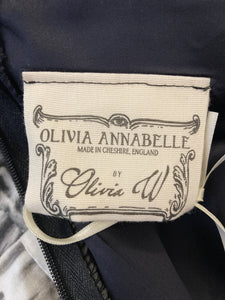 OLIVIA ANNABELLE
MADE IN CHESHIRE, ENGLAND
BY
Olivia W